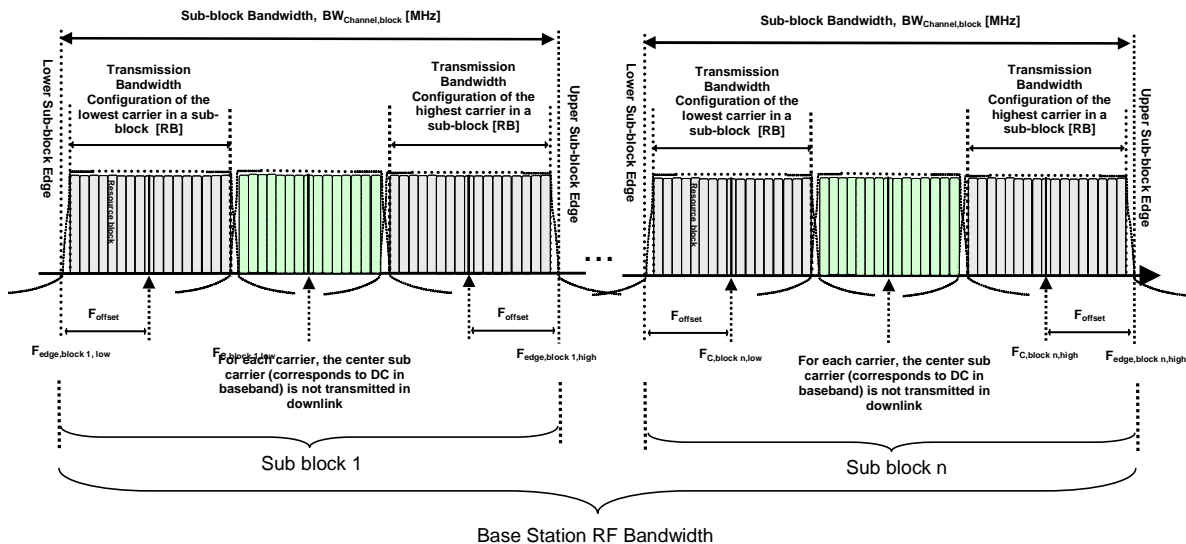 Sub-block Bandwidth, BWChannel,block [MHz]
Lower Sub-block Edge
Transmission
Bandwidth
Configuration of the
lowest carrier in a sub-
block [RB]
Transmission
Bandwidth
Configuration of the
highest carrier in a
sub-block [RB]
Upper Sub-block Edge
Resource block
Foffset
Foffset
Fedge,block 1, low
FC,block 1,low
Fedge,block 1,high
For each carrier, the center sub
carrier (corresponds to DC in
baseband) is not transmitted in
downlink
Sub block 1
...
Sub-block Bandwidth, BWChannel,block [MHz]
Lower Sub-block Edge
Transmission
Bandwidth
Configuration of the
lowest carrier in a
sub-block [RB]
Transmission
Bandwidth
Configuration of the
highest carrier in a
sub-block [RB]
Upper Sub-block Edge
Resource block
Foffset
Foffset
FC,block n,low
FC,block n,high
Fedge,block n,high
For each carrier, the center sub
carrier (corresponds to DC in
baseband) is not transmitted in
downlink
Sub block n
Base Station RF Bandwidth